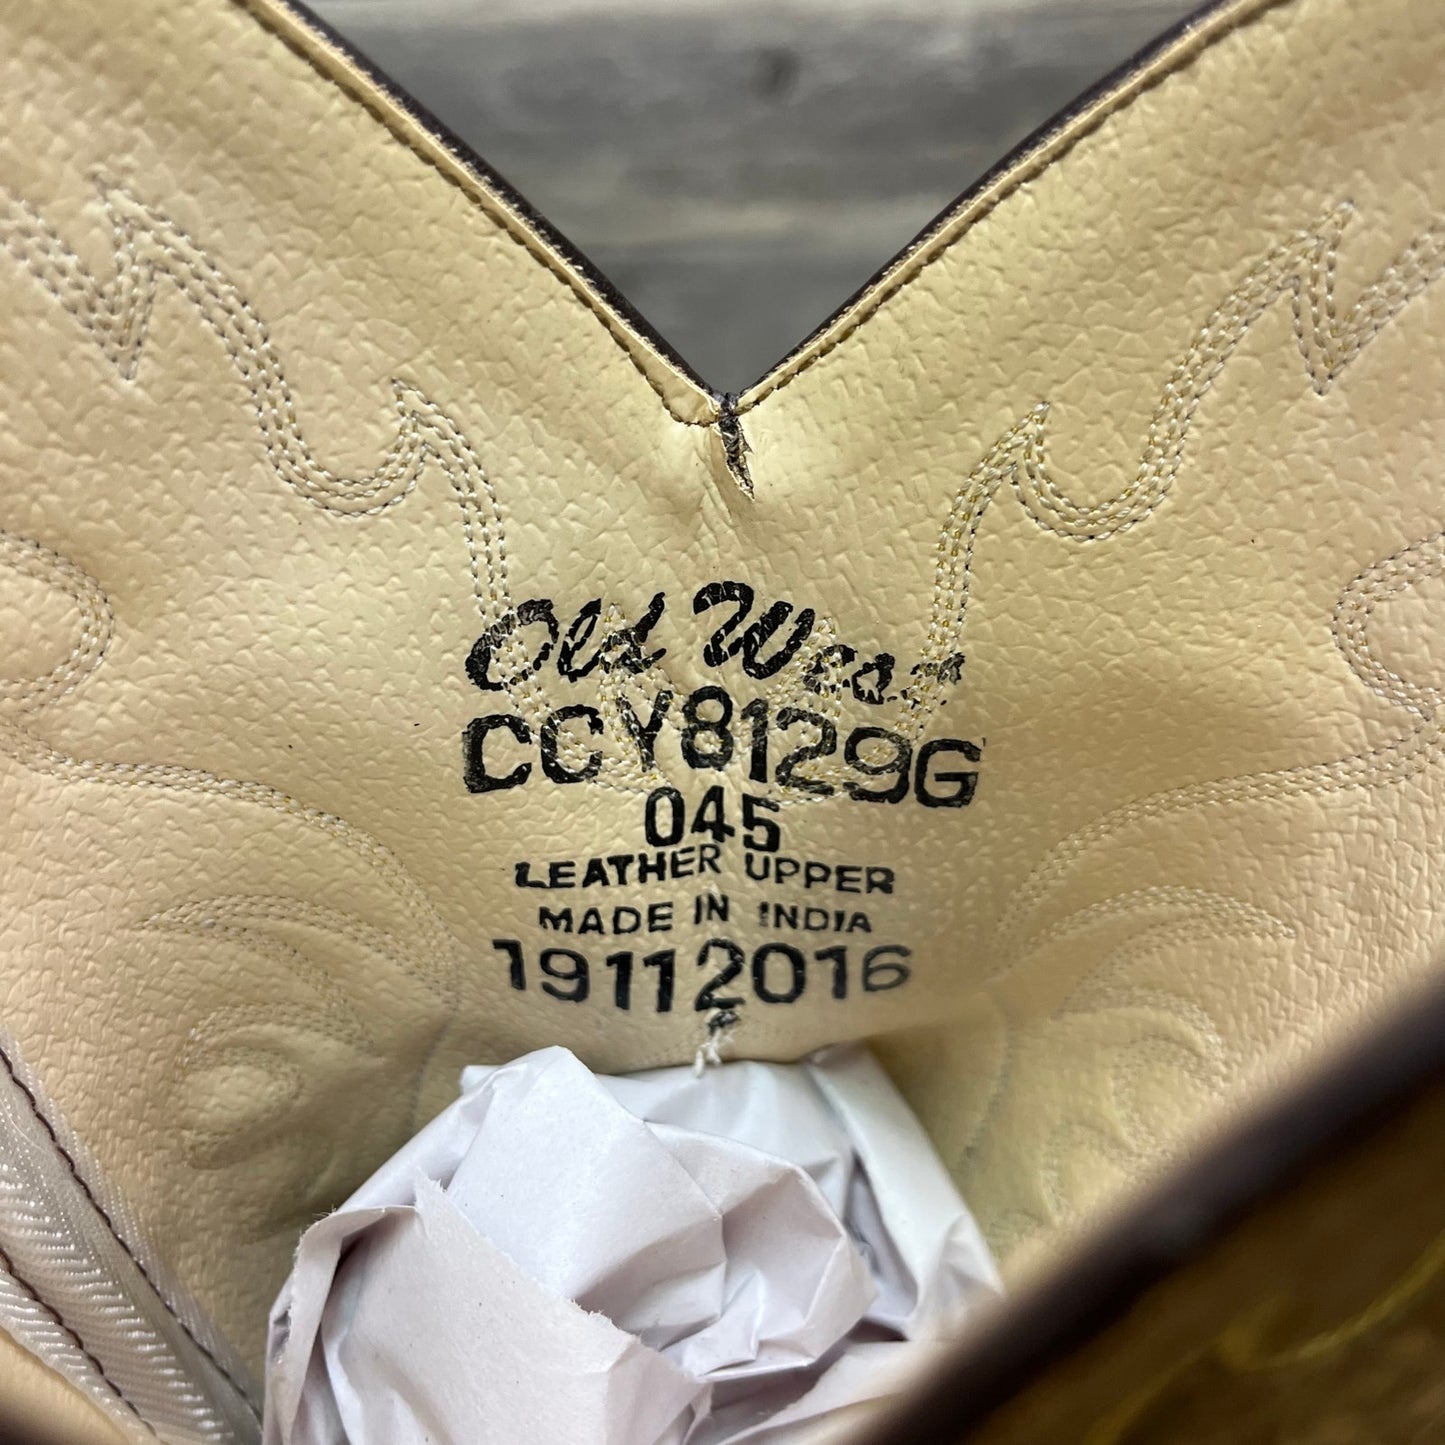 Old West
CCY8129G
045
LEATHER UPPER
MADE IN INDIA
19112016